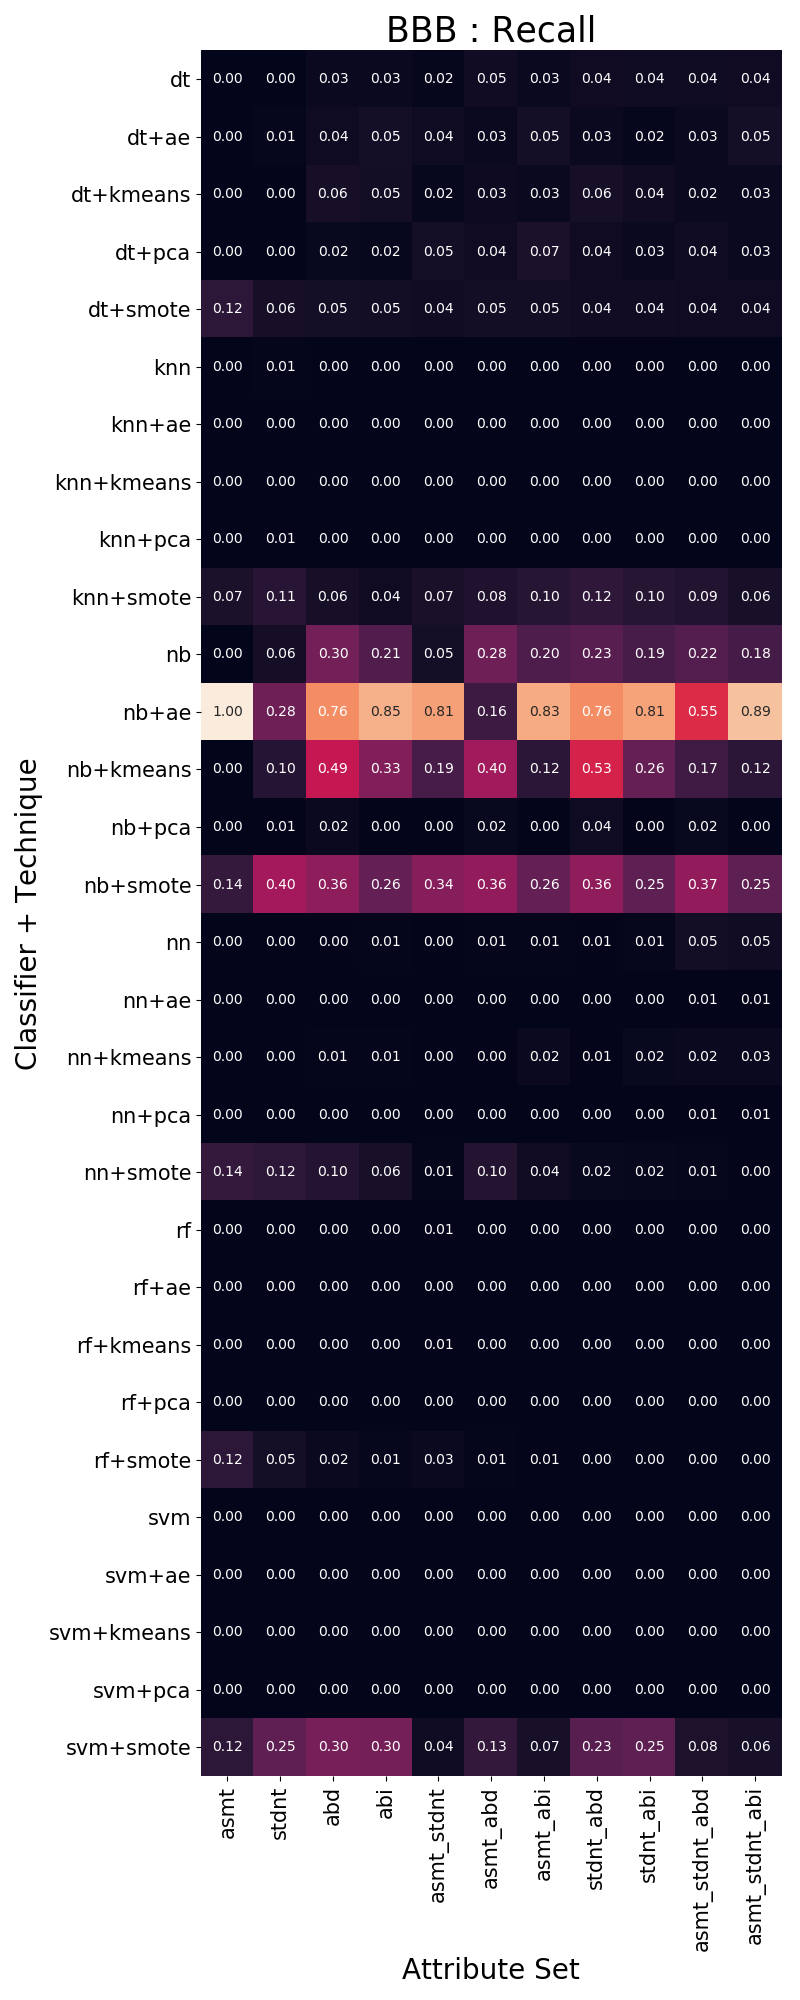 BBB : Recall
dt 0.00 0.00 0.03 0.03 0.02 0.05 0.03 0.04 0.04 0.04 0.04
dt+ae 0.00 0.01 0.04 0.05 0.04 0.03 0.05 0.03 0.02 0.03 0.05
dt+kmeans 0.00 0.00 0.06 0.05 0.02 0.03 0.03 0.06 0.04 0.02 0.03
dt+pca 0.00 0.00 0.02 0.02 0.05 0.04 0.07 0.04 0.03 0.04 0.03
dt+smote 0.12 0.06 0.05 0.05 0.04 0.05 0.05 0.04 0.04 0.04 0.04
knn 0.00 0.01 0.00 0.00 0.00 0.00 0.00 0.00 0.00 0.00 0.00
knn+ae 0.00 0.00 0.00 0.00 0.00 0.00 0.00 0.00 0.00 0.00 0.00
knn+kmeans 0.00 0.00 0.00 0.00 0.00 0.00 0.00 0.00 0.00 0.00 0.00
knn+pca 0.00 0.01 0.00 0.00 0.00 0.00 0.00 0.00 0.00 0.00 0.00
knn+smote 0.07 0.11 0.06 0.04 0.07 0.08 0.10 0.12 0.10 0.09 0.06
nb 0.00 0.06 0.30 0.21 0.05 0.28 0.20 0.23 0.19 0.22 0.18
nb+ae 1.00 0.28 0.76 0.85 0.81 0.16 0.83 0.76 0.81 0.55 0.89
nb+kmeans 0.00 0.10 0.49 0.33 0.19 0.40 0.12 0.53 0.26 0.17 0.12
nb+pca 0.00 0.01 0.02 0.00 0.00 0.02 0.00 0.04 0.00 0.02 0.00
nb+smote 0.14 0.40 0.36 0.26 0.34 0.36 0.26 0.36 0.25 0.37 0.25
nn 0.00 0.00 0.00 0.01 0.00 0.01 0.01 0.01 0.01 0.05 0.05
nn+ae 0.00 0.00 0.00 0.00 0.00 0.00 0.00 0.00 0.00 0.01 0.01
nn+kmeans 0.00 0.00 0.01 0.01 0.00 0.00 0.02 0.01 0.02 0.02 0.03
nn+pca 0.00 0.00 0.00 0.00 0.00 0.00 0.00 0.00 0.00 0.01 0.01
nn+smote 0.14 0.12 0.10 0.06 0.01 0.10 0.04 0.02 0.02 0.01 0.00
rf 0.00 0.00 0.00 0.00 0.01 0.00 0.00 0.00 0.00 0.00 0.00
rf+ae 0.00 0.00 0.00 0.00 0.00 0.00 0.00 0.00 0.00 0.00 0.00
rf+kmeans 0.00 0.00 0.00 0.00 0.01 0.00 0.00 0.00 0.00 0.00 0.00
rf+pca 0.00 0.00 0.00 0.00 0.00 0.00 0.00 0.00 0.00 0.00 0.00
rf+smote 0.12 0.05 0.02 0.01 0.03 0.01 0.01 0.00 0.00 0.00 0.00
svm 0.00 0.00 0.00 0.00 0.00 0.00 0.00 0.00 0.00 0.00 0.00
svm+ae 0.00 0.00 0.00 0.00 0.00 0.00 0.00 0.00 0.00 0.00 0.00
svm+kmeans 0.00 0.00 0.00 0.00 0.00 0.00 0.00 0.00 0.00 0.00 0.00
svm+pca 0.00 0.00 0.00 0.00 0.00 0.00 0.00 0.00 0.00 0.00 0.00
svm+smote 0.12 0.25 0.30 0.30 0.04 0.13 0.07 0.23 0.25 0.08 0.06
asmt stdnt abd abi asmt_stdnt asmt_abd asmt_abi stdnt_abd stdnt_abi asmt_stdnt_abd asmt_stdnt_abi
Attribute Set
Classifier + Technique